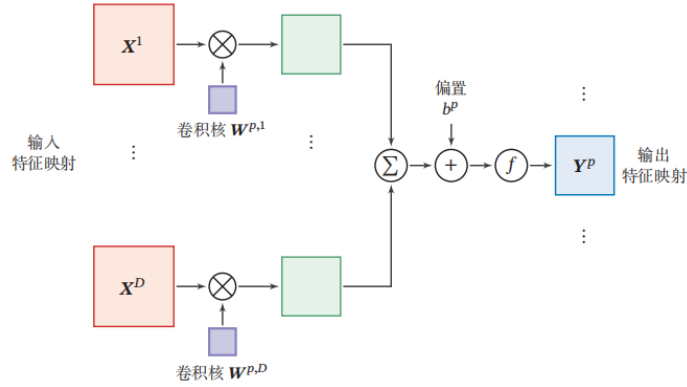 X¹
卷积核 W^{p,1}
输入
特征映射
⋮
⋮
X^D
卷积核 W^{p,D}
∑
偏置
b^p
+
f
⋮
Y^p
⋮
输出
特征映射